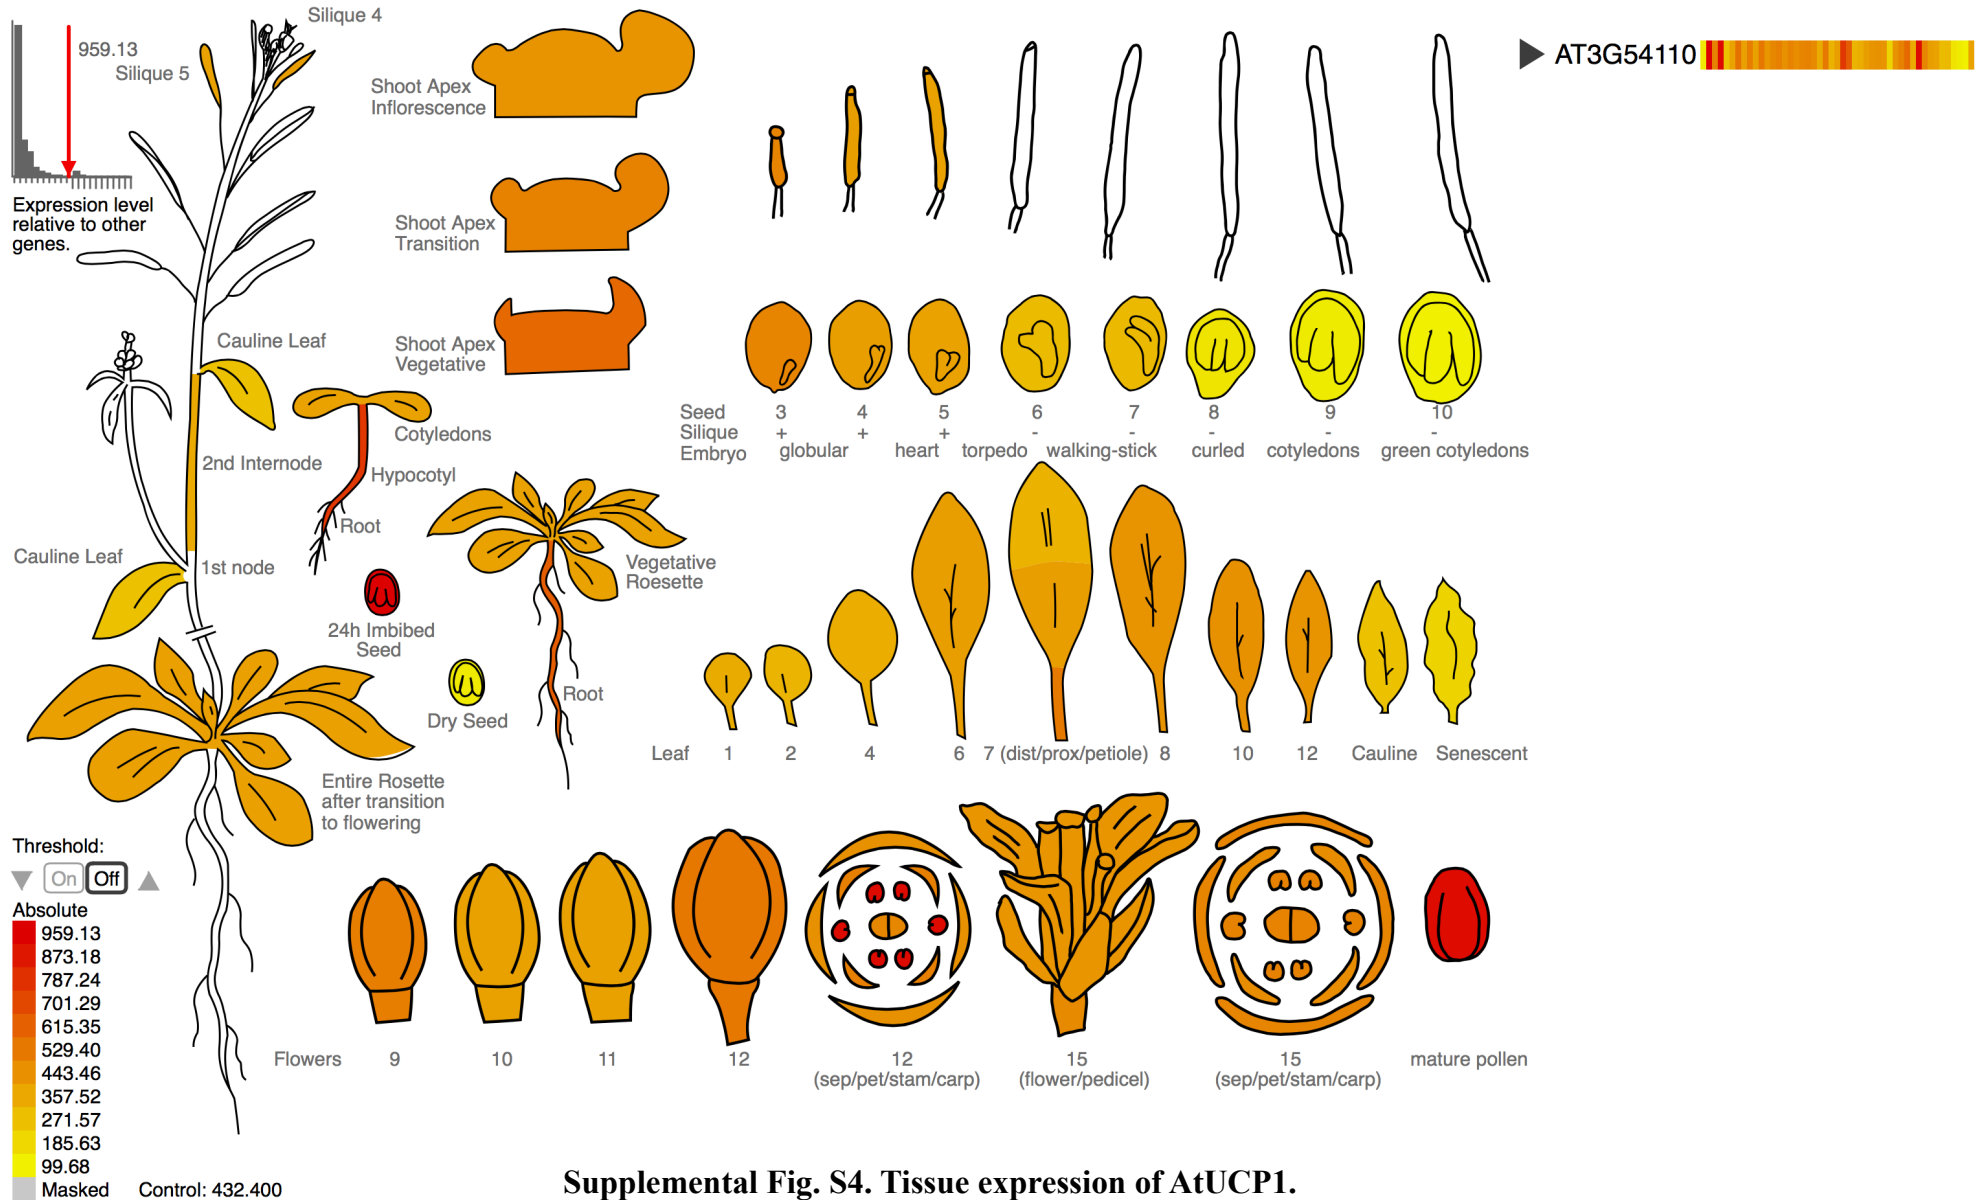 Silique 4
959.13
Silique 5
Expression level
relative to other
genes.
Shoot Apex
Inflorescence
Shoot Apex
Transition
Shoot Apex
Vegetative
AT3G54110
Cauline Leaf
Cotyledons
2nd Internode
Hypocotyl
Root
Cauline Leaf
1st node
24h Imbibed
Seed
Dry Seed
Vegetative
Roesette
Root
Entire Rosette
after transition
to flowering
Seed 3 4 5 6 7 8 9 10
Silique + + + - - - - -
Embryo globular heart torpedo walking-stick curled cotyledons green cotyledons
Leaf 1 2 4 6 7 (dist/prox/petiole) 8 10 12 Cauline Senescent
Flowers 9 10 11 12 12 15 15 mature pollen
(sep/pet/stam/carp) (flower/pedicel) (sep/pet/stam/carp)
Threshold:
On Off
Absolute
959.13
873.18
787.24
701.29
615.35
529.40
443.46
357.52
271.57
185.63
99.68
Masked Control: 432.400
Supplemental Fig. S4. Tissue expression of AtUCP1.